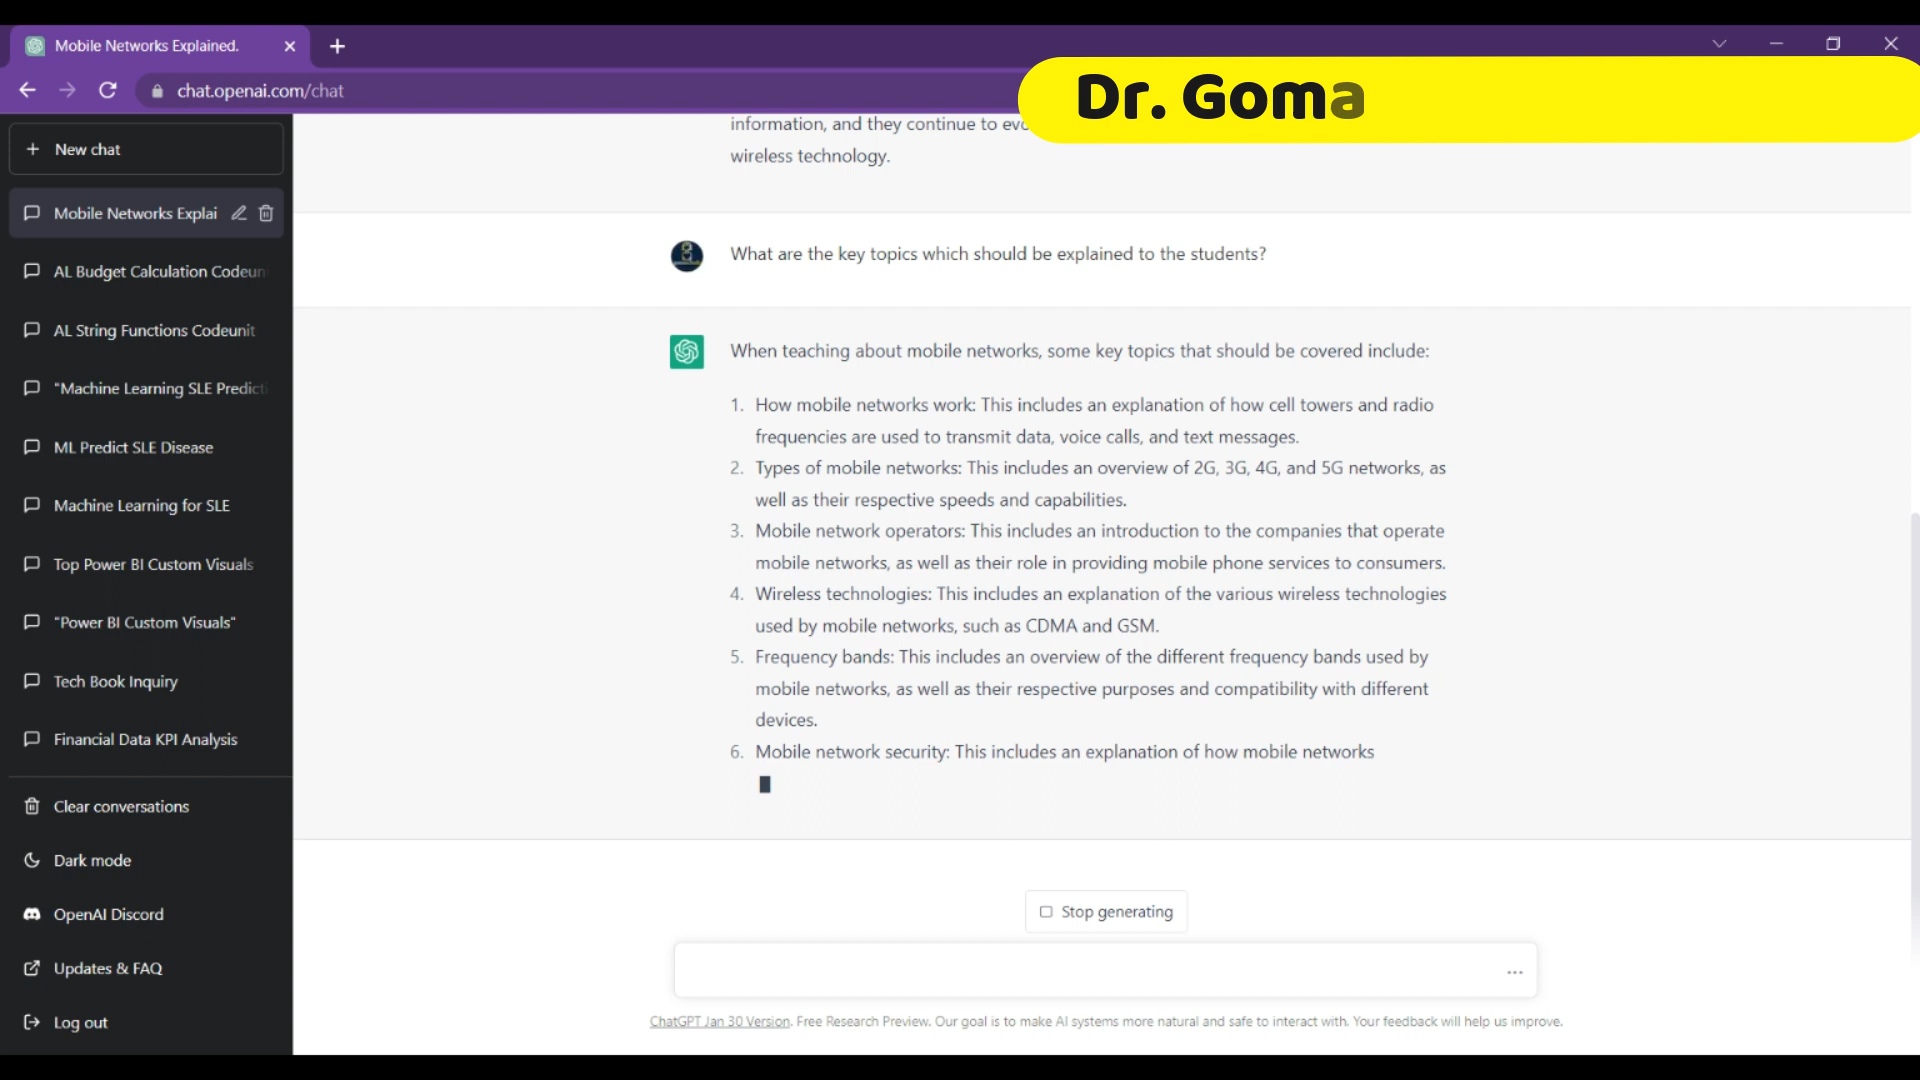 Mobile Networks Explained.
chat.openai.com/chat
Dr. Goma
New chat
Mobile Networks Explai
AL Budget Calculation Codeuni
AL String Functions Codeunit
"Machine Learning SLE Predicti
ML Predict SLE Disease
Machine Learning for SLE
Top Power BI Custom Visuals
"Power BI Custom Visuals"
Tech Book Inquiry
Financial Data KPI Analysis
Clear conversations
Dark mode
OpenAI Discord
Updates & FAQ
Log out
information, and they continue to evo
wireless technology.
What are the key topics which should be explained to the students?
When teaching about mobile networks, some key topics that should be covered include:
1. How mobile networks work: This includes an explanation of how cell towers and radio
frequencies are used to transmit data, voice calls, and text messages.
2. Types of mobile networks: This includes an overview of 2G, 3G, 4G, and 5G networks, as
well as their respective speeds and capabilities.
3. Mobile network operators: This includes an introduction to the companies that operate
mobile networks, as well as their role in providing mobile phone services to consumers.
4. Wireless technologies: This includes an explanation of the various wireless technologies
used by mobile networks, such as CDMA and GSM.
5. Frequency bands: This includes an overview of the different frequency bands used by
mobile networks, as well as their respective purposes and compatibility with different
devices.
6. Mobile network security: This includes an explanation of how mobile networks
Stop generating
ChatGPT Jan 30 Version. Free Research Preview. Our goal is to make AI systems more natural and safe to interact with. Your feedback will help us improve.